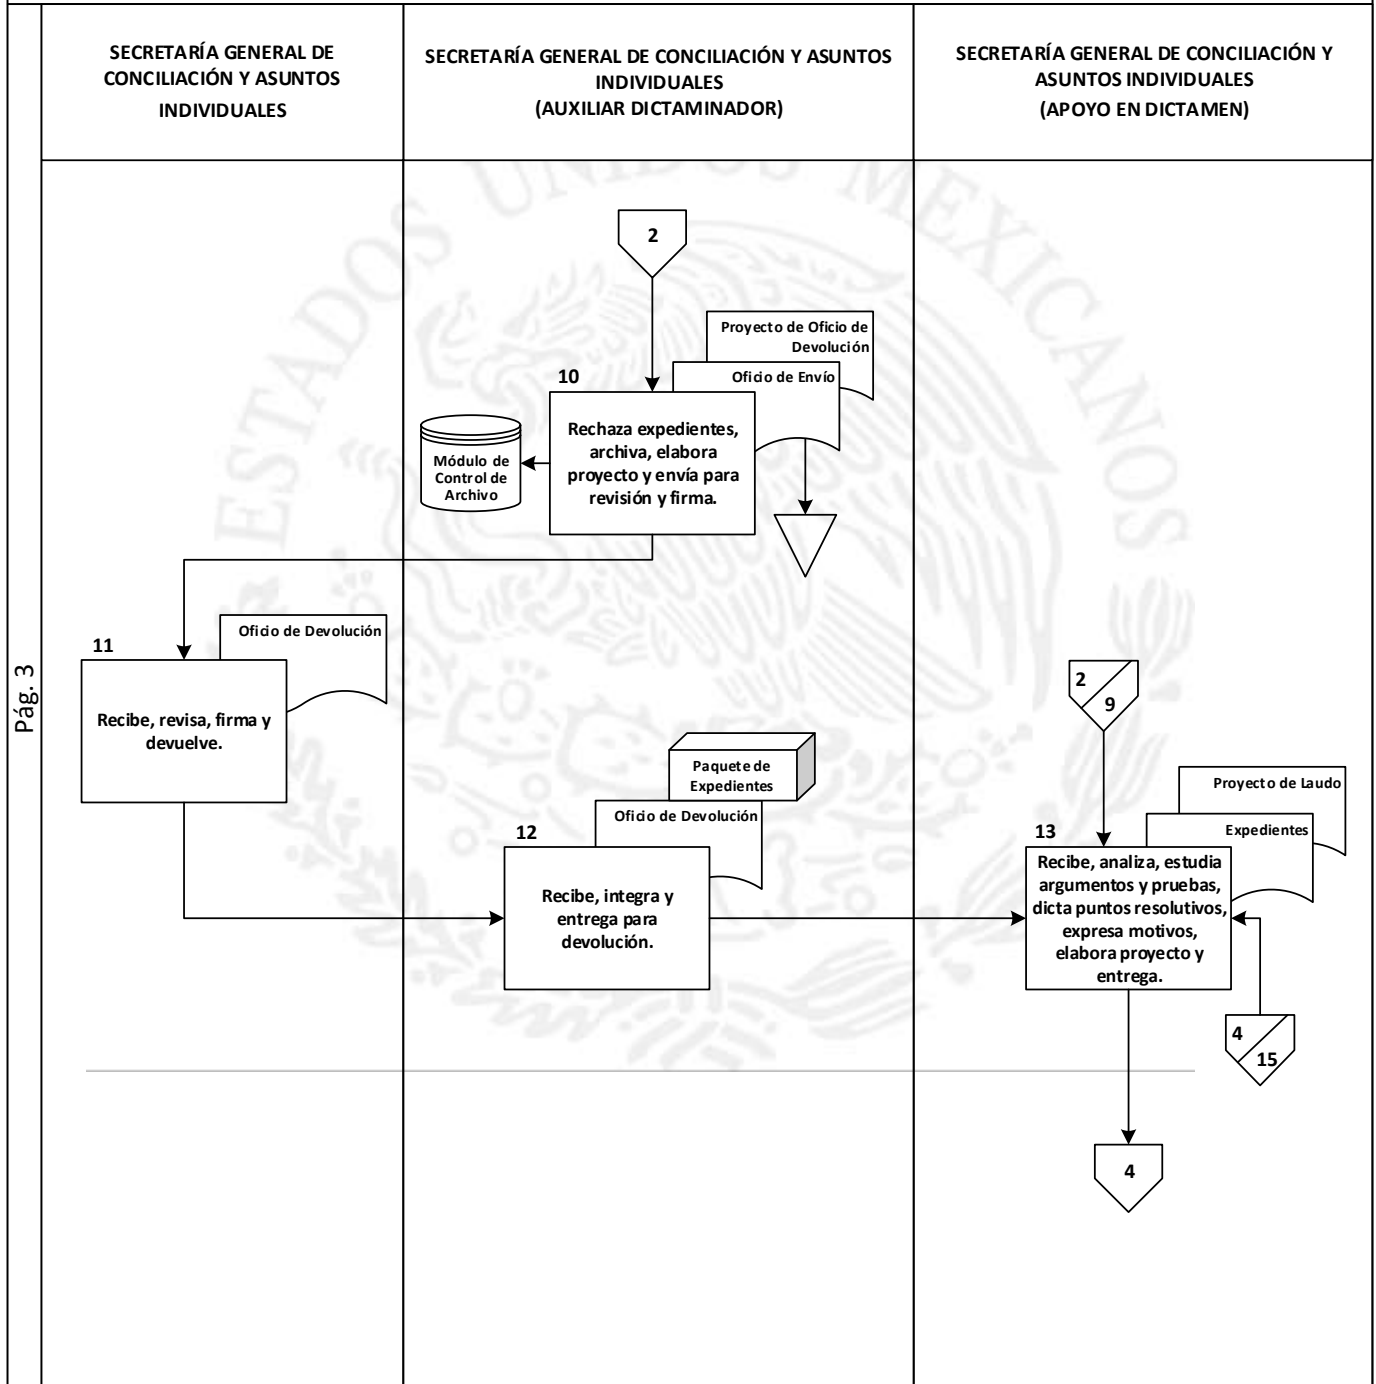 SECRETARÍA GENERAL DE
CONCILIACIÓN Y ASUNTOS
INDIVIDUALES
SECRETARÍA GENERAL DE CONCILIACIÓN Y ASUNTOS
INDIVIDUALES
(AUXILIAR DICTAMINADOR)
SECRETARÍA GENERAL DE CONCILIACIÓN Y
ASUNTOS INDIVIDUALES
(APOYO EN DICTAMEN)
Pág. 3
ESTADOS UNIDOS MEXICANOS
2
Proyecto de Oficio de
Devolución
Oficio de Envío
10
Rechaza expedientes,
archiva, elabora
proyecto y envía para
revisión y firma.
Módulo de
Control de
Archivo
Oficio de Devolución
11
Recibe, revisa, firma y
devuelve.
Paquete de
Expedientes
Oficio de Devolución
12
Recibe, integra y
entrega para
devolución.
2
9
Proyecto de Laudo
Expedientes
13
Recibe, analiza, estudia
argumentos y pruebas,
dicta puntos resolutivos,
expresa motivos,
elabora proyecto y
entrega.
4
15
4